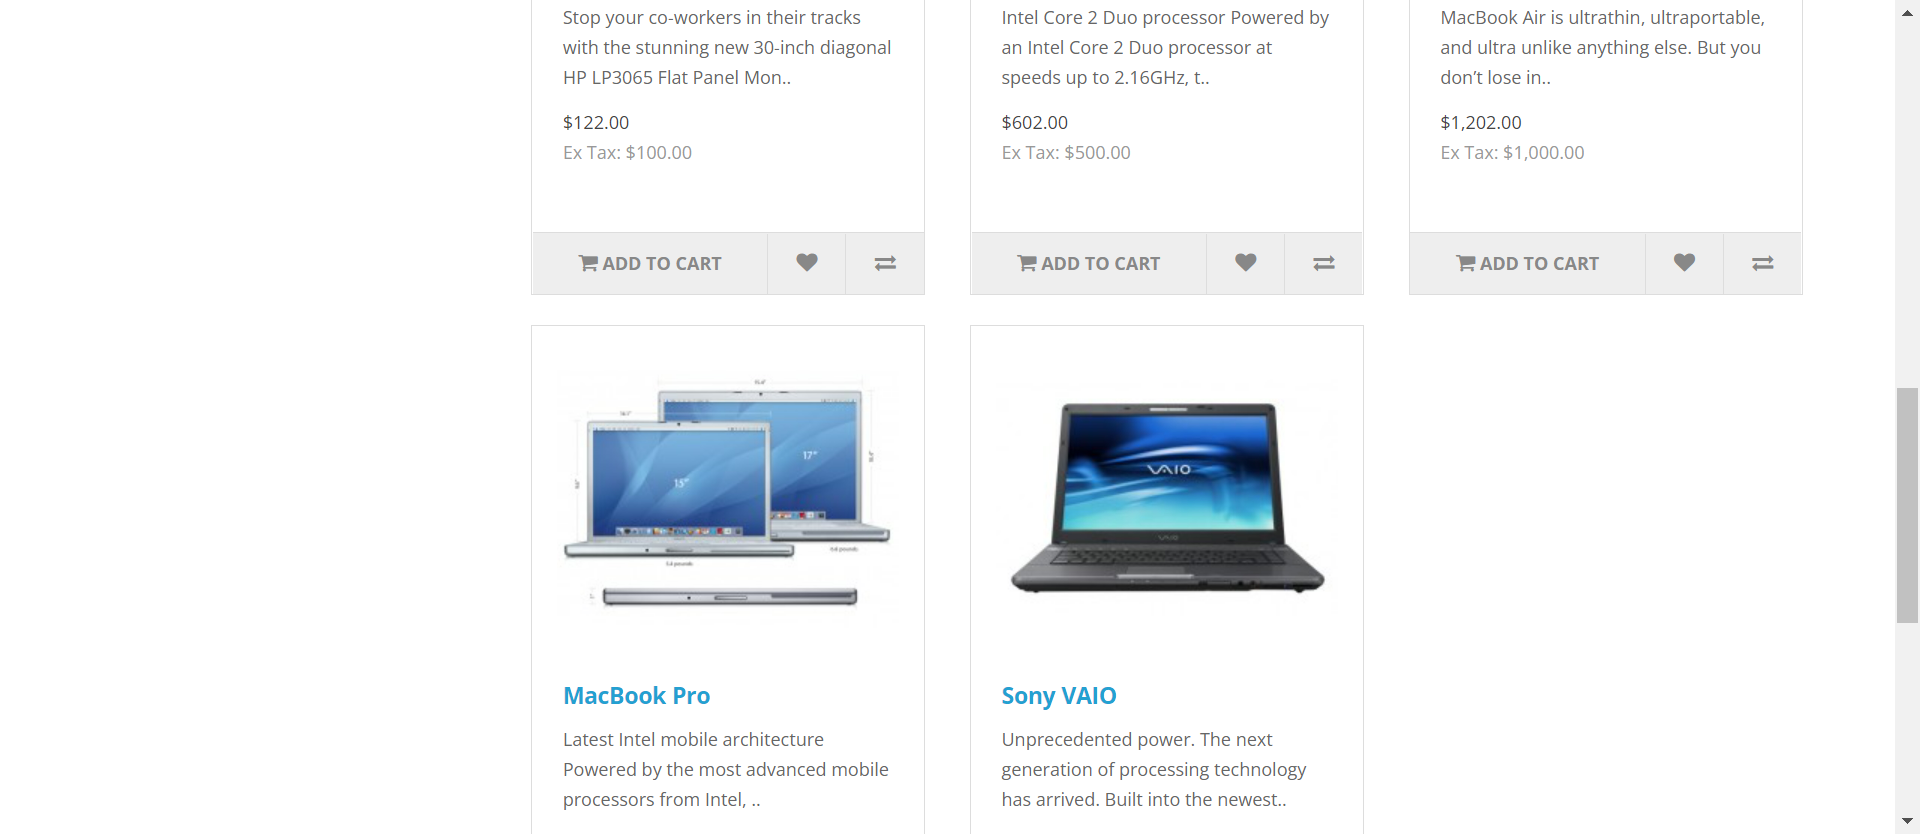 Stop your co-workers in their tracks
with the stunning new 30-inch diagonal
HP LP3065 Flat Panel Mon..
$122.00
Ex Tax: $100.00
ADD TO CART
Intel Core 2 Duo processor Powered by
an Intel Core 2 Duo processor at
speeds up to 2.16GHz, t..
$602.00
Ex Tax: $500.00
ADD TO CART
MacBook Air is ultrathin, ultraportable,
and ultra unlike anything else. But you
don’t lose in..
$1,202.00
Ex Tax: $1,000.00
ADD TO CART
15"
17"
MacBook Pro
Latest Intel mobile architecture
Powered by the most advanced mobile
processors from Intel, ..
VAIO
VAIO
Sony VAIO
Unprecedented power. The next
generation of processing technology
has arrived. Built into the newest..